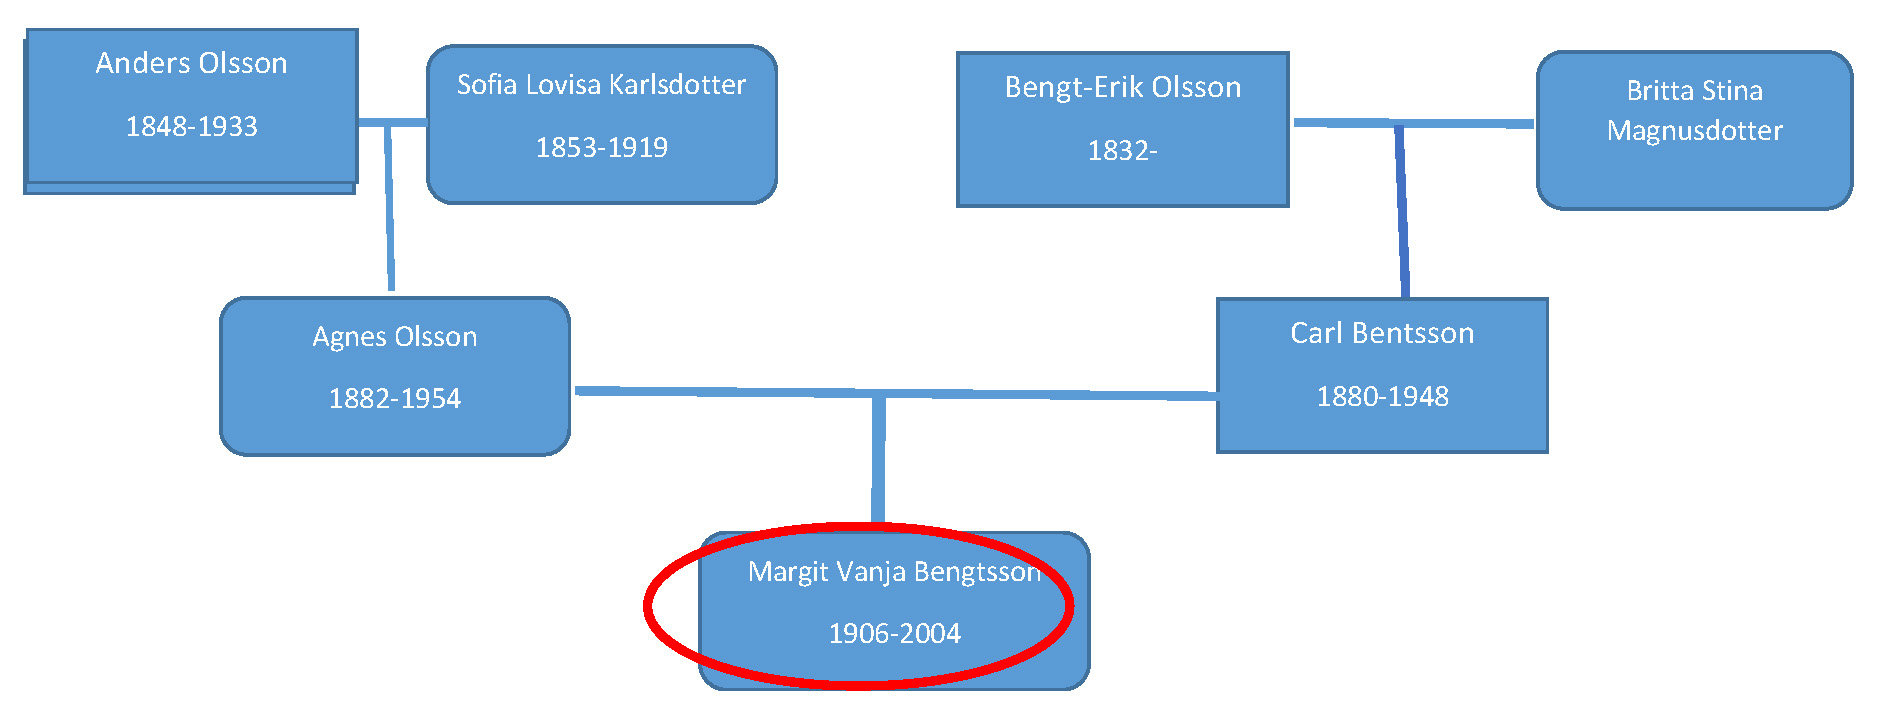 Anders Olsson
1848-1933
Sofia Lovisa Karlsdotter
1853-1919
Bengt-Erik Olsson
1832-
Britta Stina
Magnusdotter
Agnes Olsson
1882-1954
Carl Bentsson
1880-1948
Margit Vanja Bengtsson
1906-2004